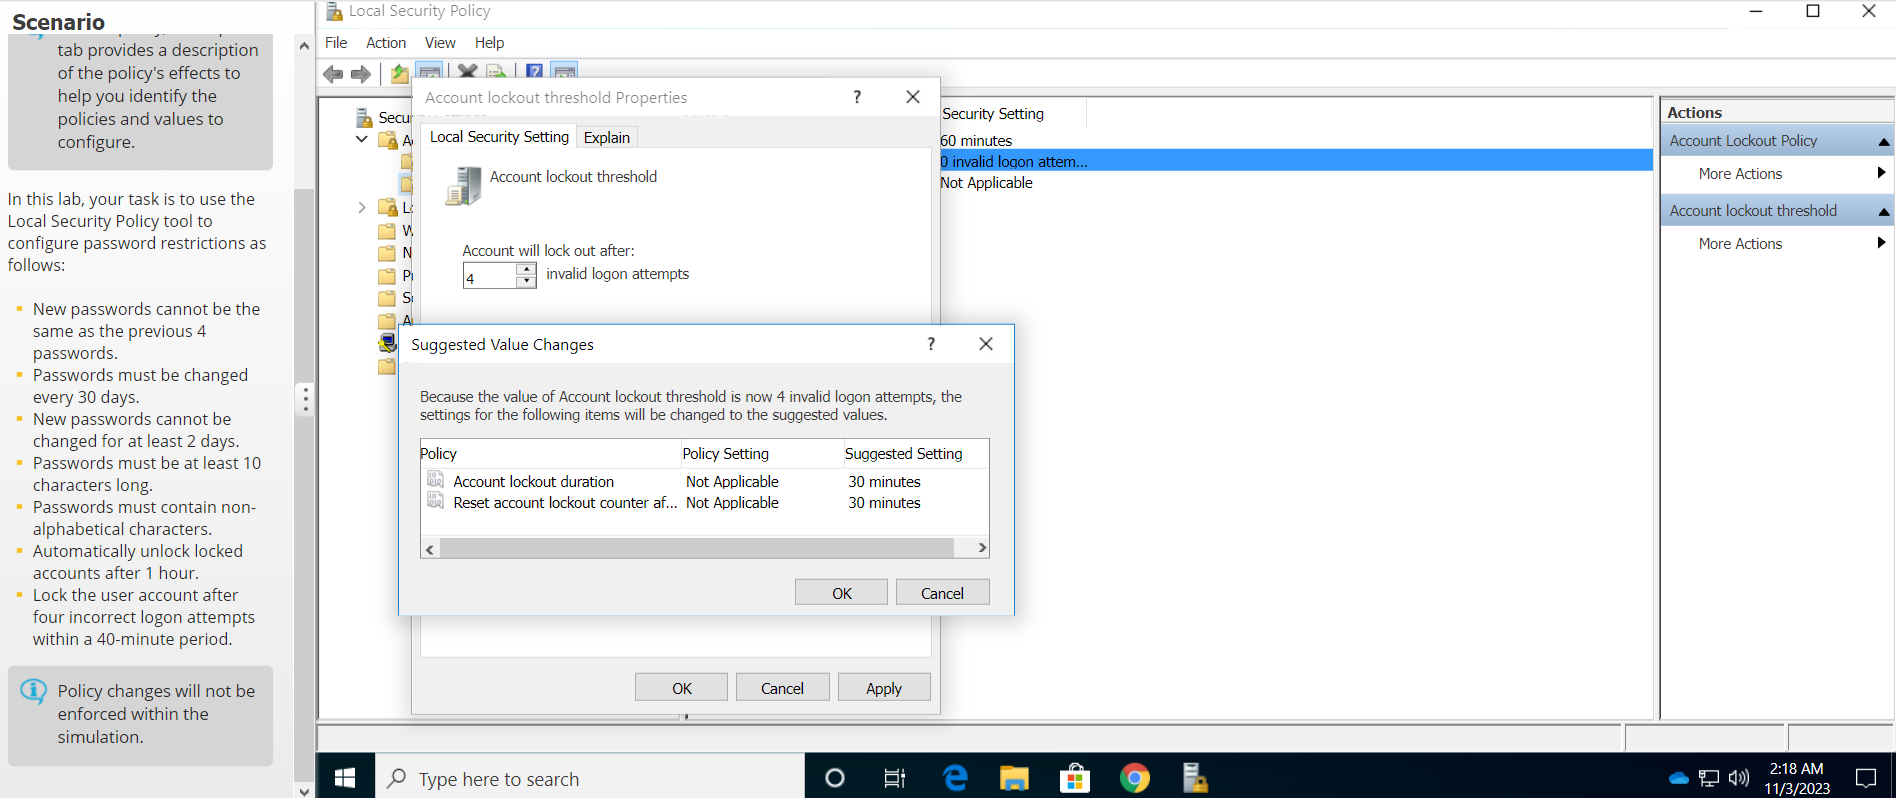 Scenario
tab provides a description
of the policy's effects to
help you identify the
policies and values to
configure.
In this lab, your task is to use the
Local Security Policy tool to
configure password restrictions as
follows:
New passwords cannot be the
same as the previous 4
passwords.
Passwords must be changed
every 30 days.
New passwords cannot be
changed for at least 2 days.
Passwords must be at least 10
characters long.
Passwords must contain non-
alphabetical characters.
Automatically unlock locked
accounts after 1 hour.
Lock the user account after
four incorrect logon attempts
within a 40-minute period.
Policy changes will not be
enforced within the
simulation.
Local Security Policy
File Action View Help
Account lockout threshold Properties ?
Local Security Setting Explain
Account lockout threshold
Account will lock out after:
4 invalid logon attempts
Security Setting
60 minutes
0 invalid logon attem...
Not Applicable
Suggested Value Changes ?
Because the value of Account lockout threshold is now 4 invalid logon attempts, the
settings for the following items will be changed to the suggested values.
Policy Policy Setting Suggested Setting
Account lockout duration Not Applicable 30 minutes
Reset account lockout counter af... Not Applicable 30 minutes
OK Cancel
OK Cancel Apply
Actions
Account Lockout Policy
More Actions
Account lockout threshold
More Actions
Type here to search
2:18 AM
11/3/2023